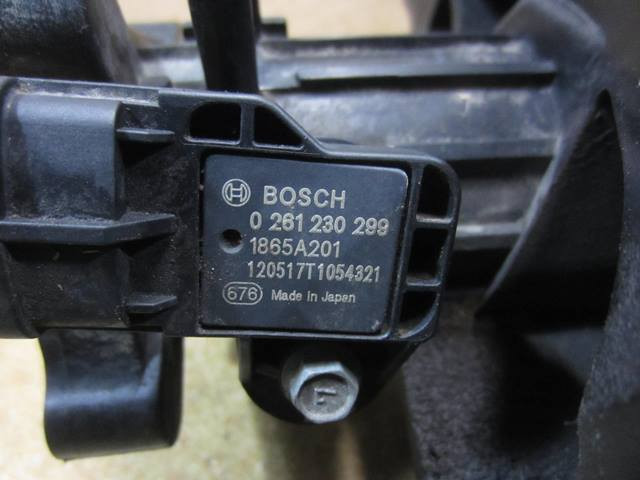 BOSCH
0 261 230 299
1865A201
120517T1054321
676 Made in Japan
F